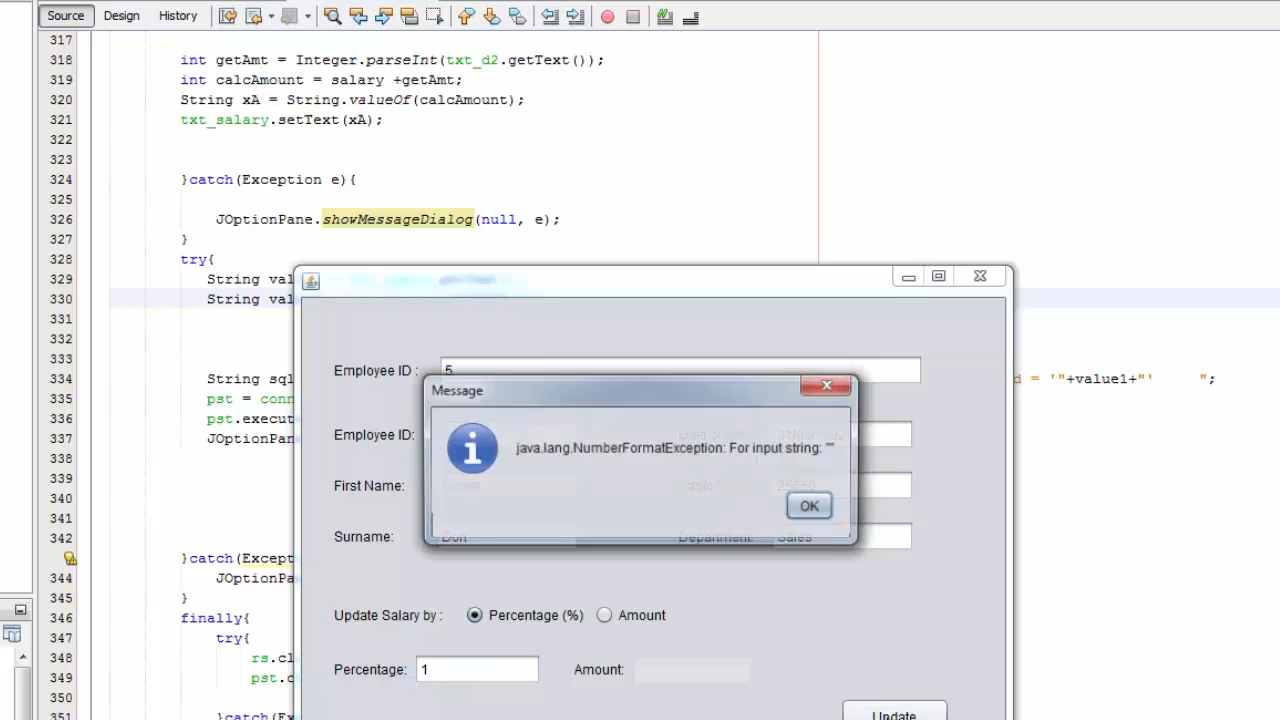 Source Design History
317
318 int getAmt = Integer.parseInt(txt_d2.getText());
319 int calcAmount = salary +getAmt;
320 String xA = String.valueOf(calcAmount);
321 txt_salary.setText(xA);
322
323
324 }catch(Exception e){
325
326 JOptionPane.showMessageDialog(null, e);
327 }
328 try{
329 String val
330 String val
331
332
333
334 String sql d = '"+value1+"' ";
335 pst = conn
336 pst.execut
337 JOptionPan
338
339
340
341
342
}catch(Except
344 JOptionPa
345 }
346 finally{
347 try{
348 rs.cl
349 pst.c
350
351 }catch(Ex
Employee ID : 5
Message
java.lang.NumberFormatException: For input string: ""
OK
Employee ID:
First Name:
Surname: Don Department: Sales
Update Salary by : Percentage (%) Amount
Percentage: 1 Amount:
Update